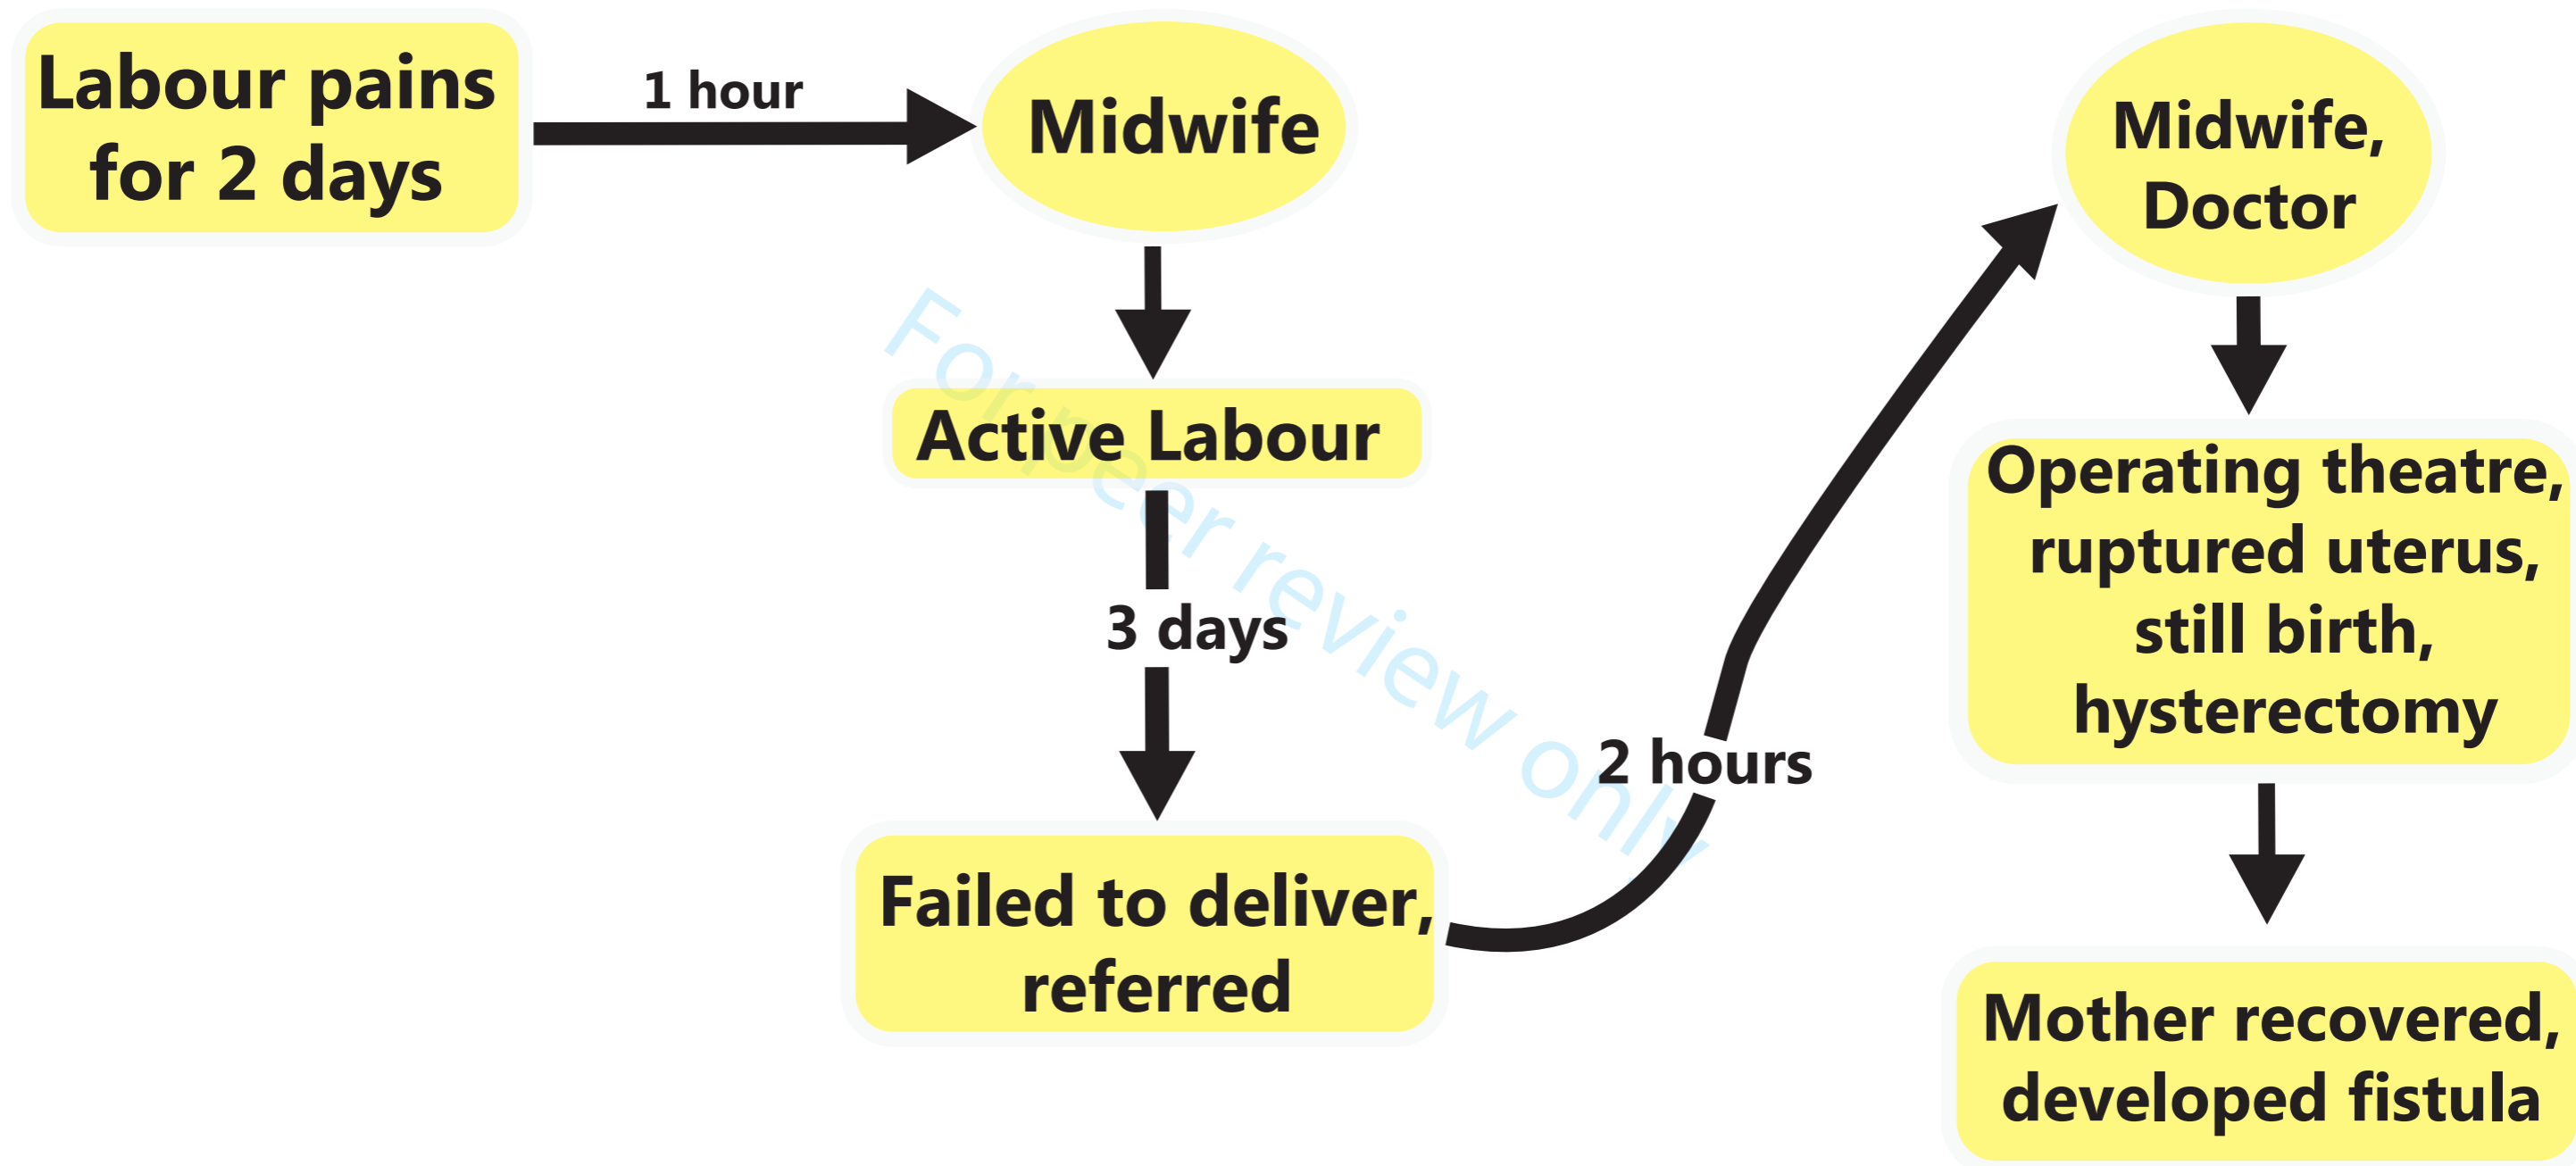 Labour pains
for 2 days
1 hour
Midwife
Active Labour
3 days
Failed to deliver,
referred
2 hours
Midwife,
Doctor
Operating theatre,
ruptured uterus,
still birth,
hysterectomy
Mother recovered,
developed fistula
For peer review only